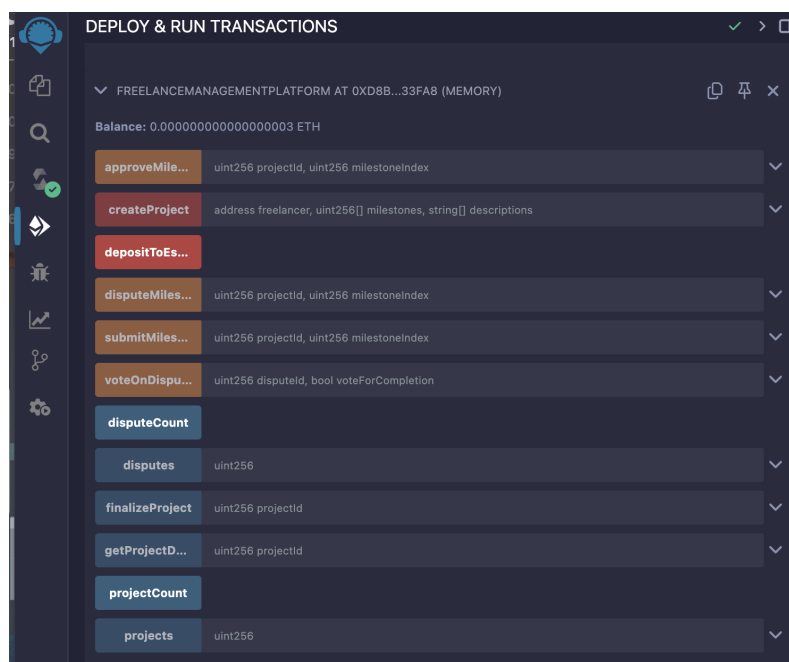 DEPLOY & RUN TRANSACTIONS
FREELANCEMANAGEMENTPLATFORM AT 0XD8B...33FA8 (MEMORY)
Balance: 0.000000000000000003 ETH
approveMile... uint256 projectId, uint256 milestoneIndex
createProject address freelancer, uint256[] milestones, string[] descriptions
depositToEs...
disputeMiles... uint256 projectId, uint256 milestoneIndex
submitMiles... uint256 projectId, uint256 milestoneIndex
voteOnDispu... uint256 disputeId, bool voteForCompletion
disputeCount
disputes uint256
finalizeProject uint256 projectId
getProjectD... uint256 projectId
projectCount
projects uint256